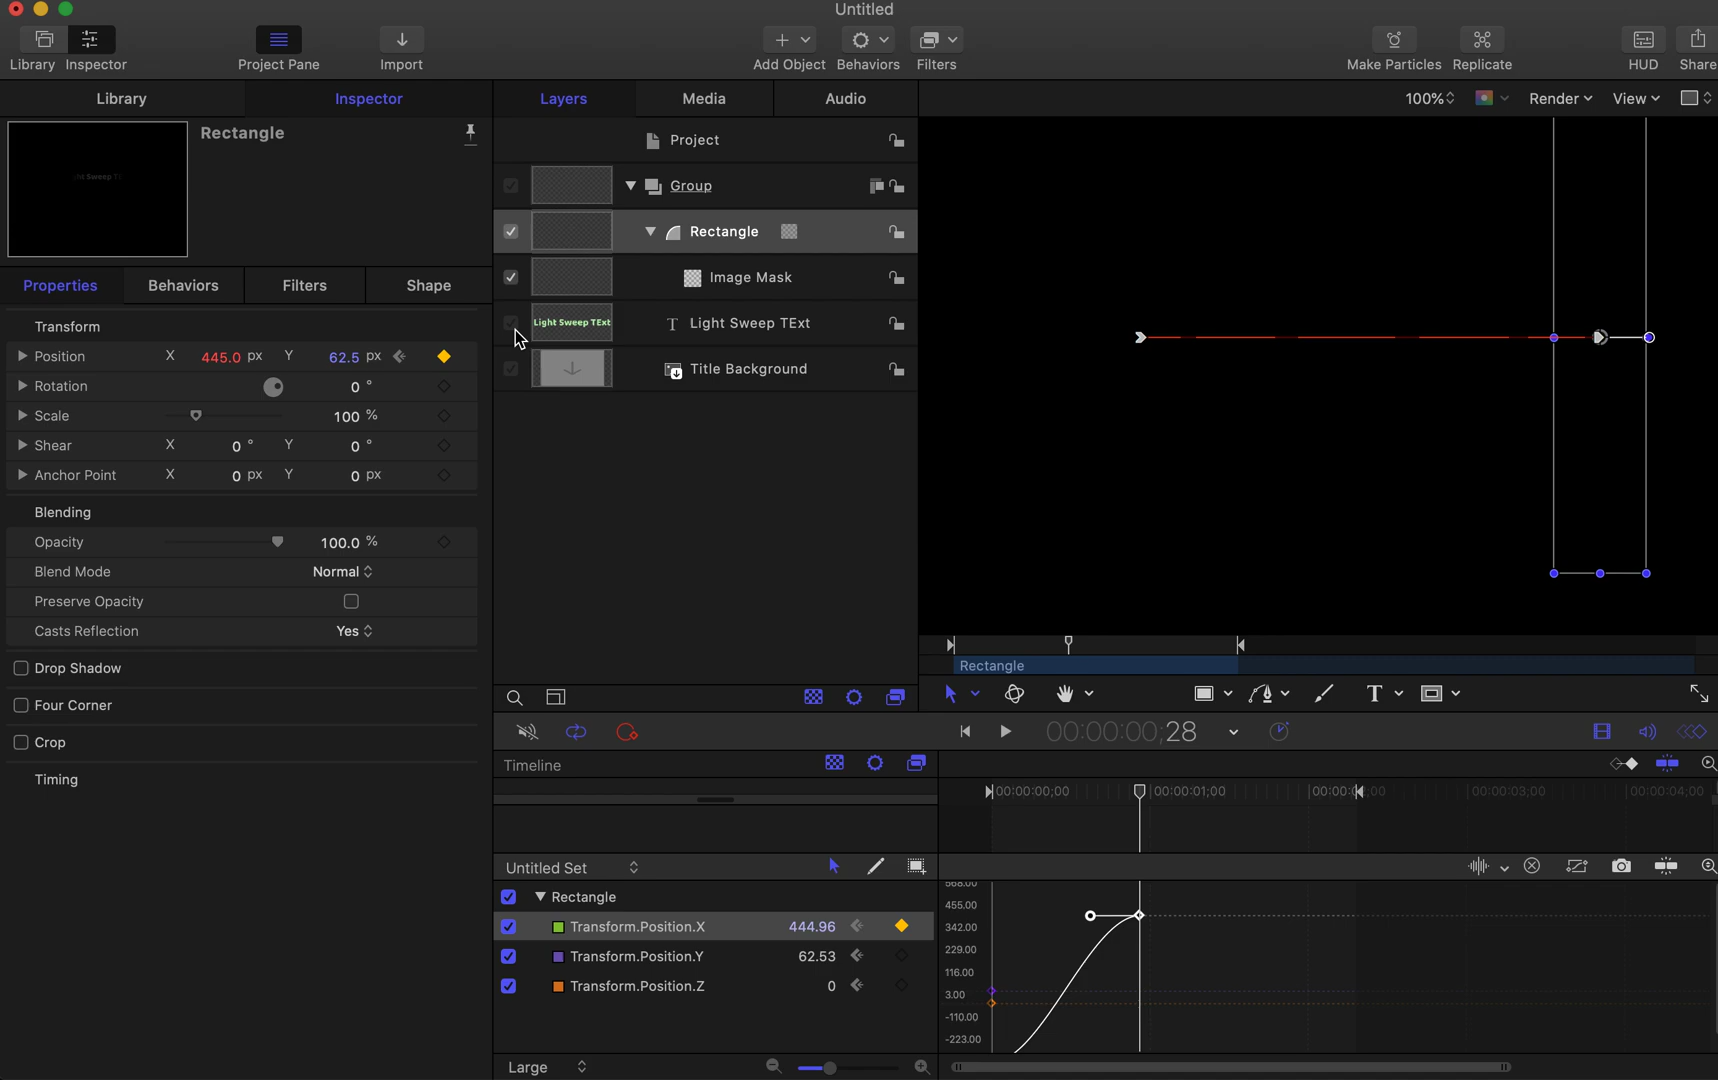 Untitled
Library Inspector Project Pane Import Add Object Behaviors Filters Make Particles Replicate HUD Share
Library Inspector Layers Media Audio 100% Render View
Rectangle
Project
Group
Rectangle
Image Mask
Light Sweep TExt Light Sweep TExt
Title Background
Properties Behaviors Filters Shape
Transform
Position X 445.0 px Y 62.5 px
Rotation 0 °
Scale 100 %
Shear X 0 ° Y 0 °
Anchor Point X 0 px Y 0 px
Blending
Opacity 100.0 %
Blend Mode Normal
Preserve Opacity
Casts Reflection Yes
Drop Shadow
Four Corner
Crop
Timing
Rectangle
T
00:00:00;28
Timeline
00:00:00;00 00:00:01;00 00:00:03;00 00:00:04;00
Untitled Set
Rectangle
Transform.Position.X 444.96
Transform.Position.Y 62.53
Transform.Position.Z 0
568.00
455.00
342.00
229.00
116.00
3.00
-110.00
-223.00
Large